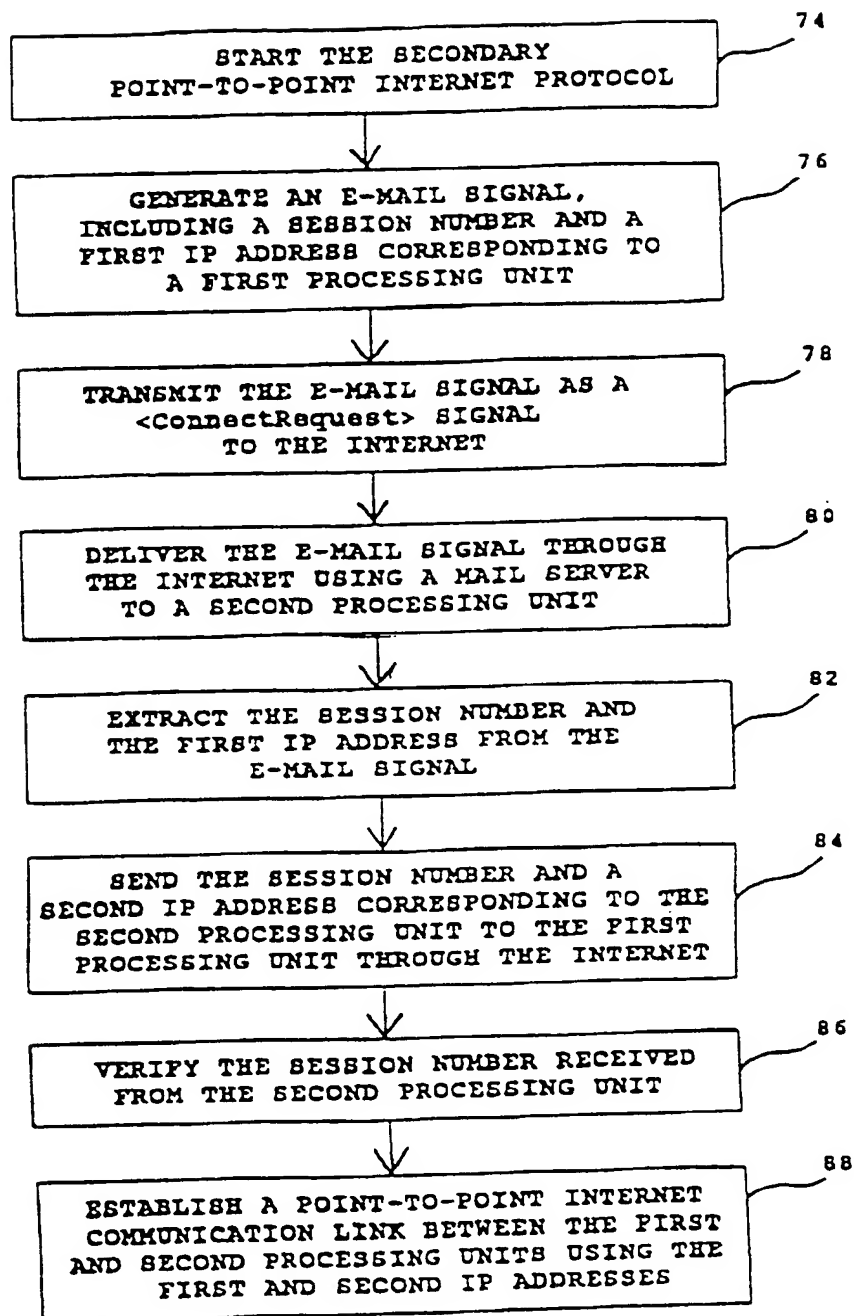 74
START THE SECONDARY
POINT-TO-POINT INTERNET PROTOCOL
76
GENERATE AN E-MAIL SIGNAL,
INCLUDING A SESSION NUMBER AND A
FIRST IP ADDRESS CORRESPONDING TO
A FIRST PROCESSING UNIT
78
TRANSMIT THE E-MAIL SIGNAL AS A
<ConnectRequest> SIGNAL
TO THE INTERNET
80
DELIVER THE E-MAIL SIGNAL THROUGH
THE INTERNET USING A MAIL SERVER
TO A SECOND PROCESSING UNIT
82
EXTRACT THE SESSION NUMBER AND
THE FIRST IP ADDRESS FROM THE
E-MAIL SIGNAL
84
SEND THE SESSION NUMBER AND A
SECOND IP ADDRESS CORRESPONDING TO THE
SECOND PROCESSING UNIT TO THE FIRST
PROCESSING UNIT THROUGH THE INTERNET
86
VERIFY THE SESSION NUMBER RECEIVED
FROM THE SECOND PROCESSING UNIT
88
ESTABLISH A POINT-TO-POINT INTERNET
COMMUNICATION LINK BETWEEN THE FIRST
AND SECOND PROCESSING UNITS USING THE
FIRST AND SECOND IP ADDRESSES